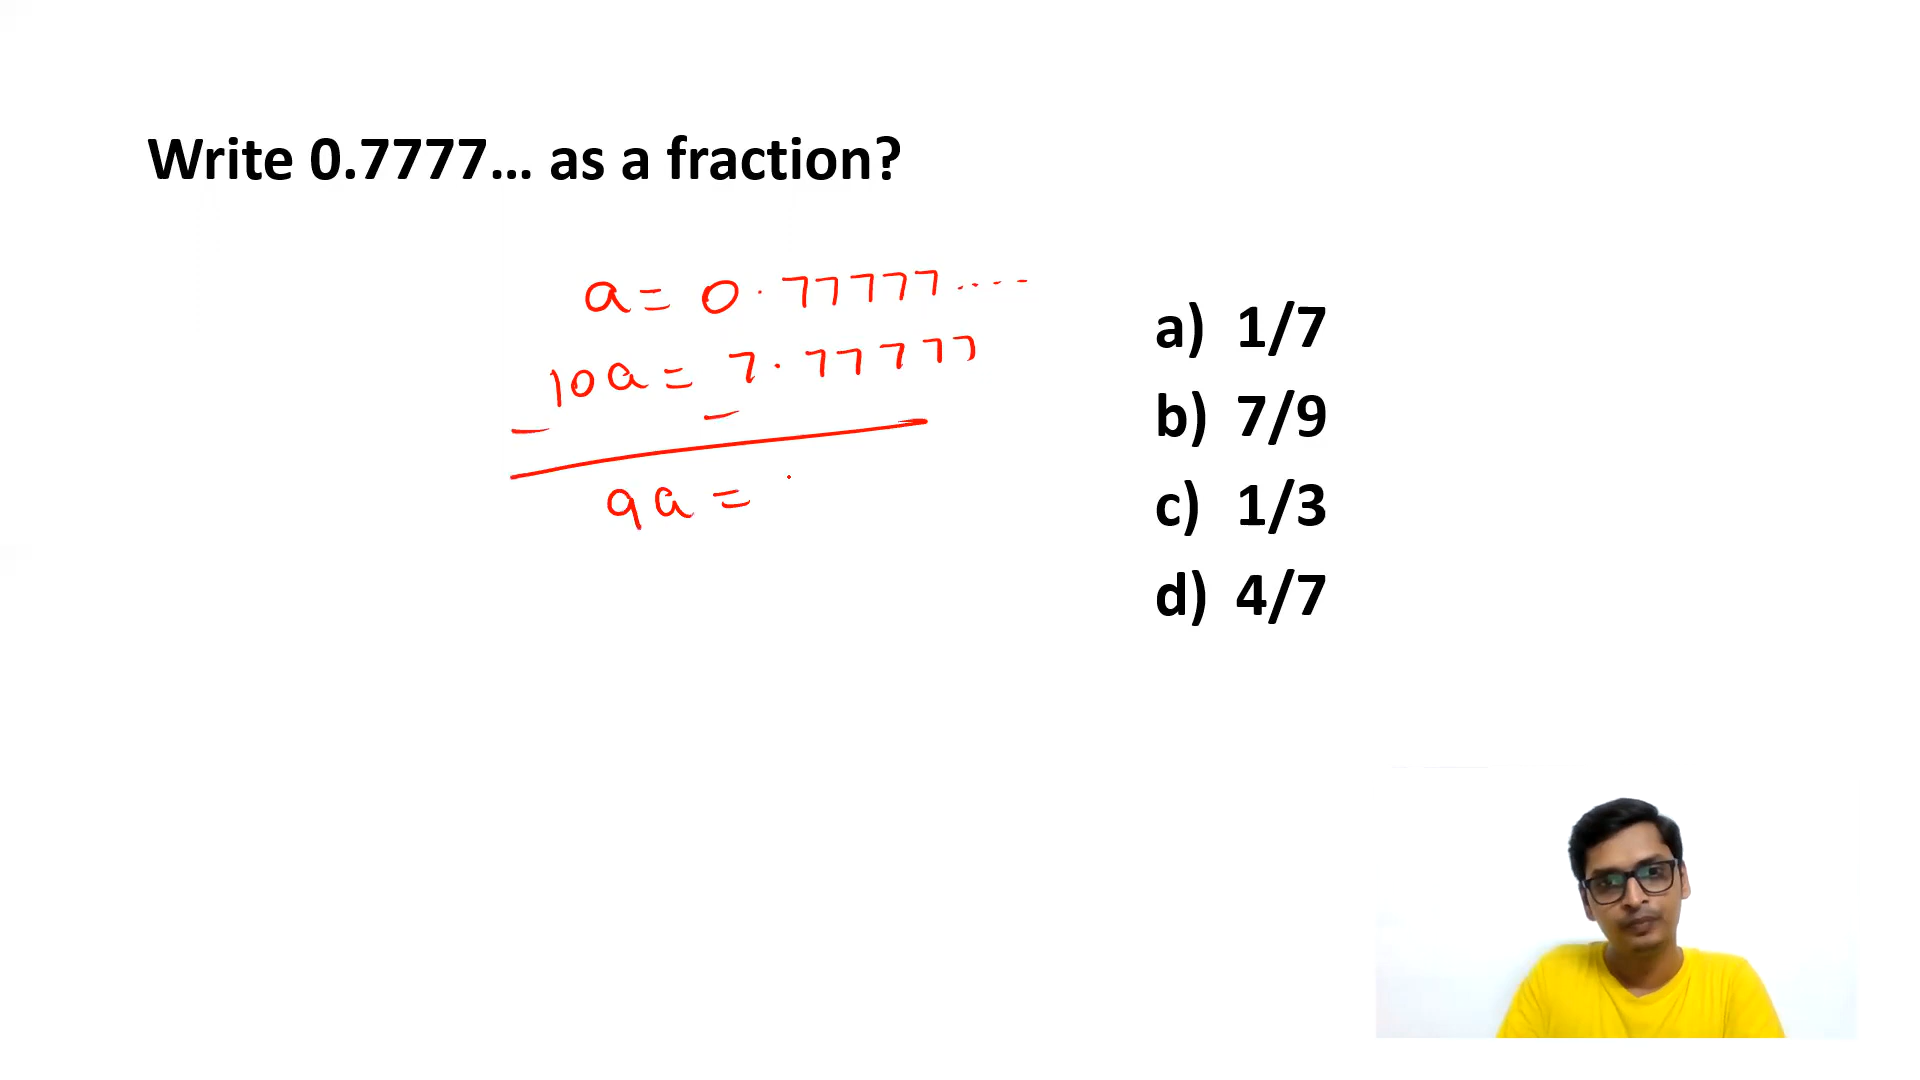 Write 0.7777... as a fraction?
a = 0.77777....
10a = 7.77777
- -
9a =
a) 1/7
b) 7/9
c) 1/3
d) 4/7